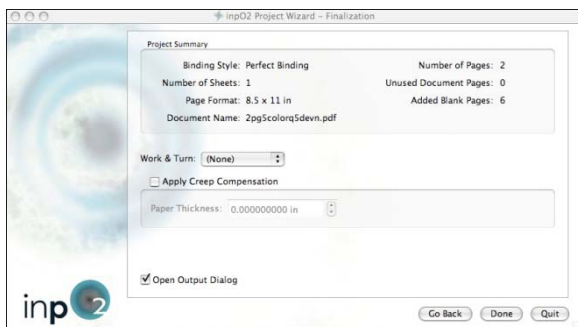 inpO2 Project Wizard – Finalization
Project Summary
Binding Style: Perfect Binding
Number of Pages: 2
Number of Sheets: 1
Unused Document Pages: 0
Page Format: 8.5 x 11 in
Added Blank Pages: 6
Document Name: 2pg5colorq5devn.pdf
Work & Turn: (None)
Apply Creep Compensation
Paper Thickness: 0.000000000 in
Open Output Dialog
inpO2
Go Back Done Quit